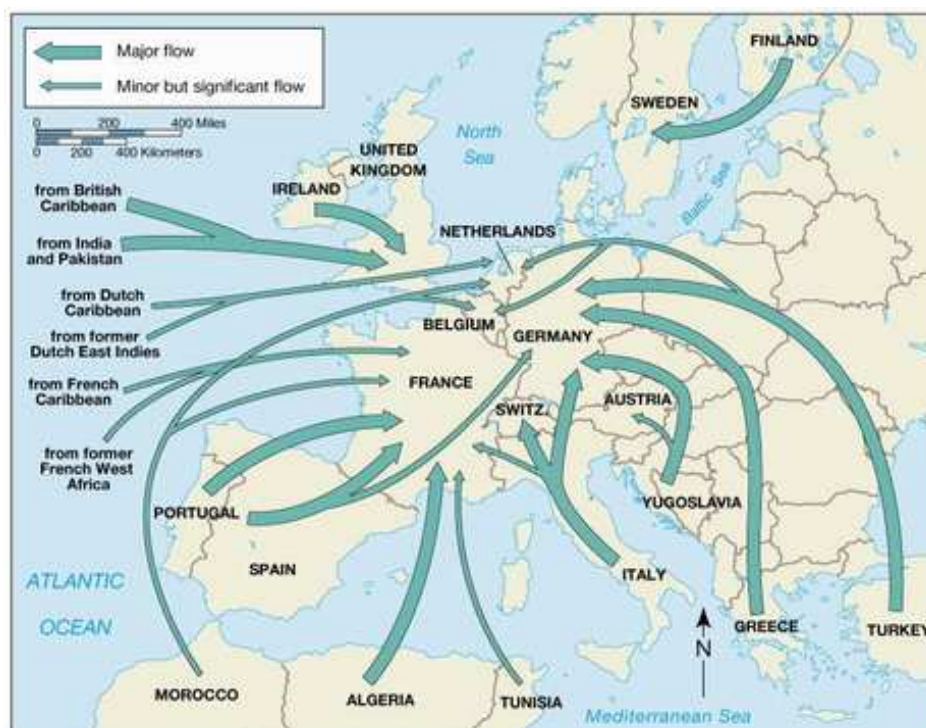 Major flow
Minor but significant flow
0 200 400 Miles
0 200 400 Kilometers
FINLAND
SWEDEN
North
Sea
Baltic Sea
UNITED
KINGDOM
IRELAND
from British
Caribbean
from India
and Pakistan
NETHERLANDS
from Dutch
Caribbean
from former
Dutch East Indies
BELGIUM
GERMANY
from French
Caribbean
FRANCE
SWITZ.
AUSTRIA
from former
French West
Africa
PORTUGAL
YUGOSLAVIA
SPAIN
ITALY
ATLANTIC
OCEAN
N
GREECE
TURKEY
MOROCCO
ALGERIA
TUNISIA
Mediterranean Sea